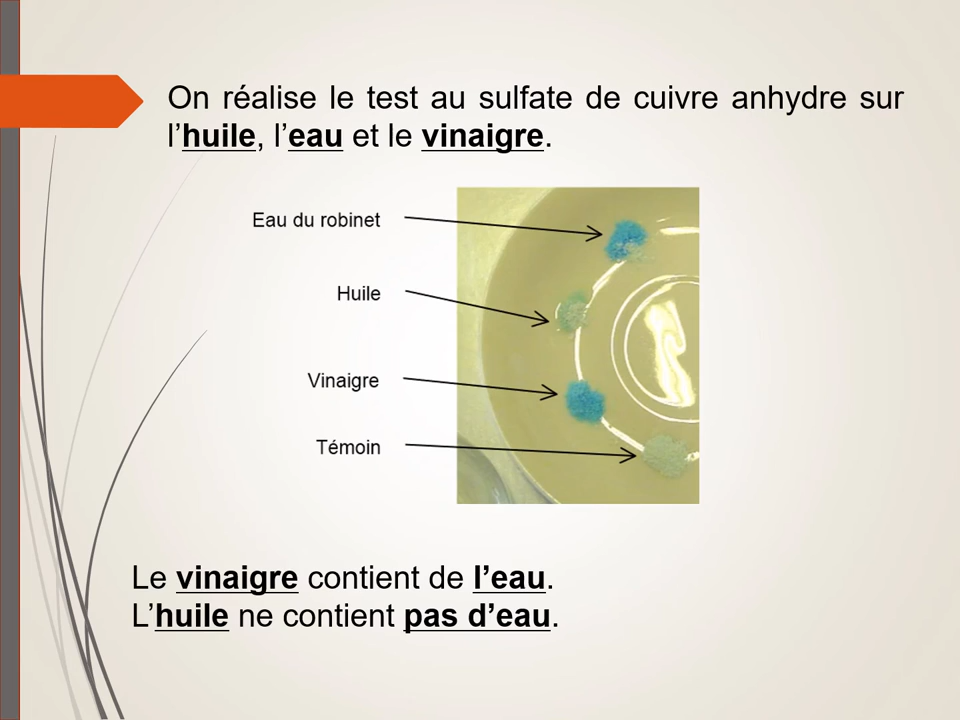 On réalise le test au sulfate de cuivre anhydre sur
l’huile, l’eau et le vinaigre.
Eau du robinet
Huile
Vinaigre
Témoin
Le vinaigre contient de l’eau.
L’huile ne contient pas d’eau.